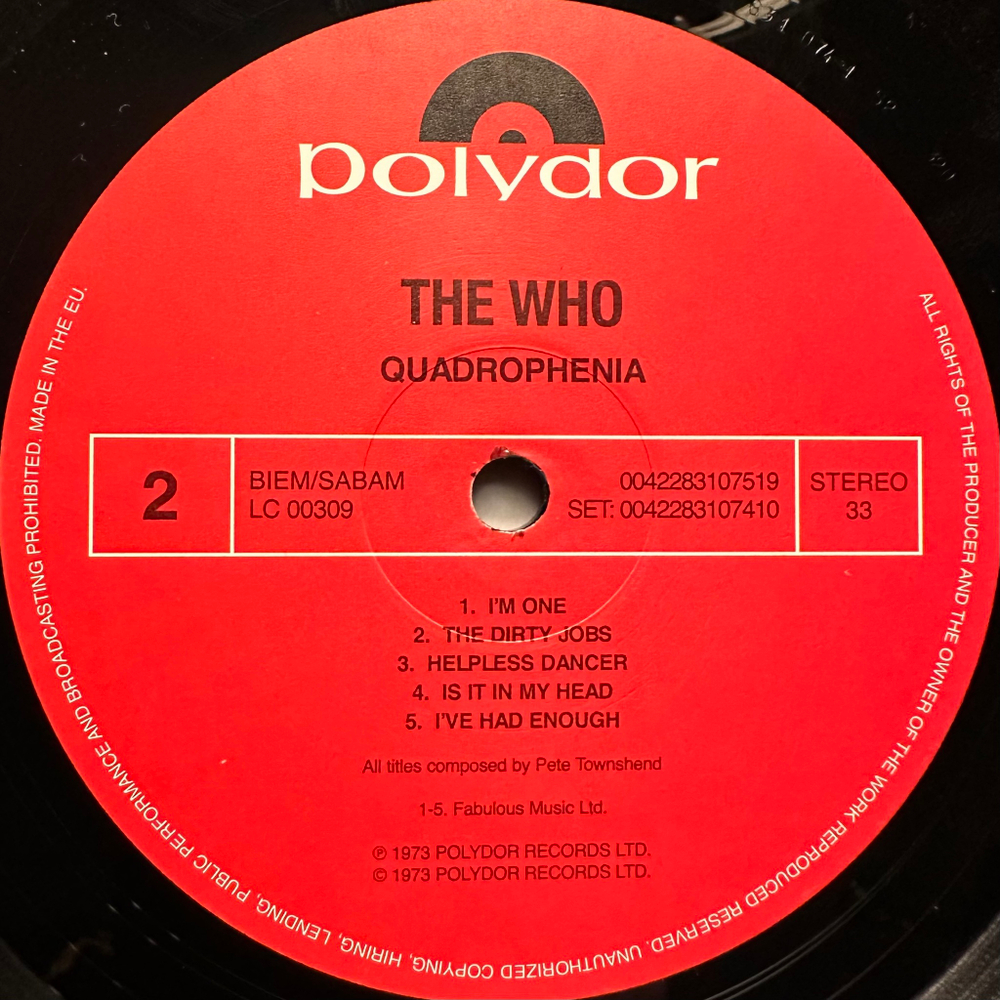 polydor
THE WHO
QUADROPHENIA
2
BIEM/SABAM
LC 00309
0042283107519
SET: 0042283107410
STEREO
33
1. I'M ONE
2. THE DIRTY JOBS
3. HELPLESS DANCER
4. IS IT IN MY HEAD
5. I'VE HAD ENOUGH
All titles composed by Pete Townshend
1-5. Fabulous Music Ltd.
℗ 1973 POLYDOR RECORDS LTD.
© 1973 POLYDOR RECORDS LTD.
ALL RIGHTS OF THE PRODUCER AND THE OWNER OF THE WORK REPRODUCED RESERVED. UNAUTHORIZED COPYING, HIRING, LENDING, PUBLIC PERFORMANCE AND BROADCASTING PROHIBITED. MADE IN THE EU.